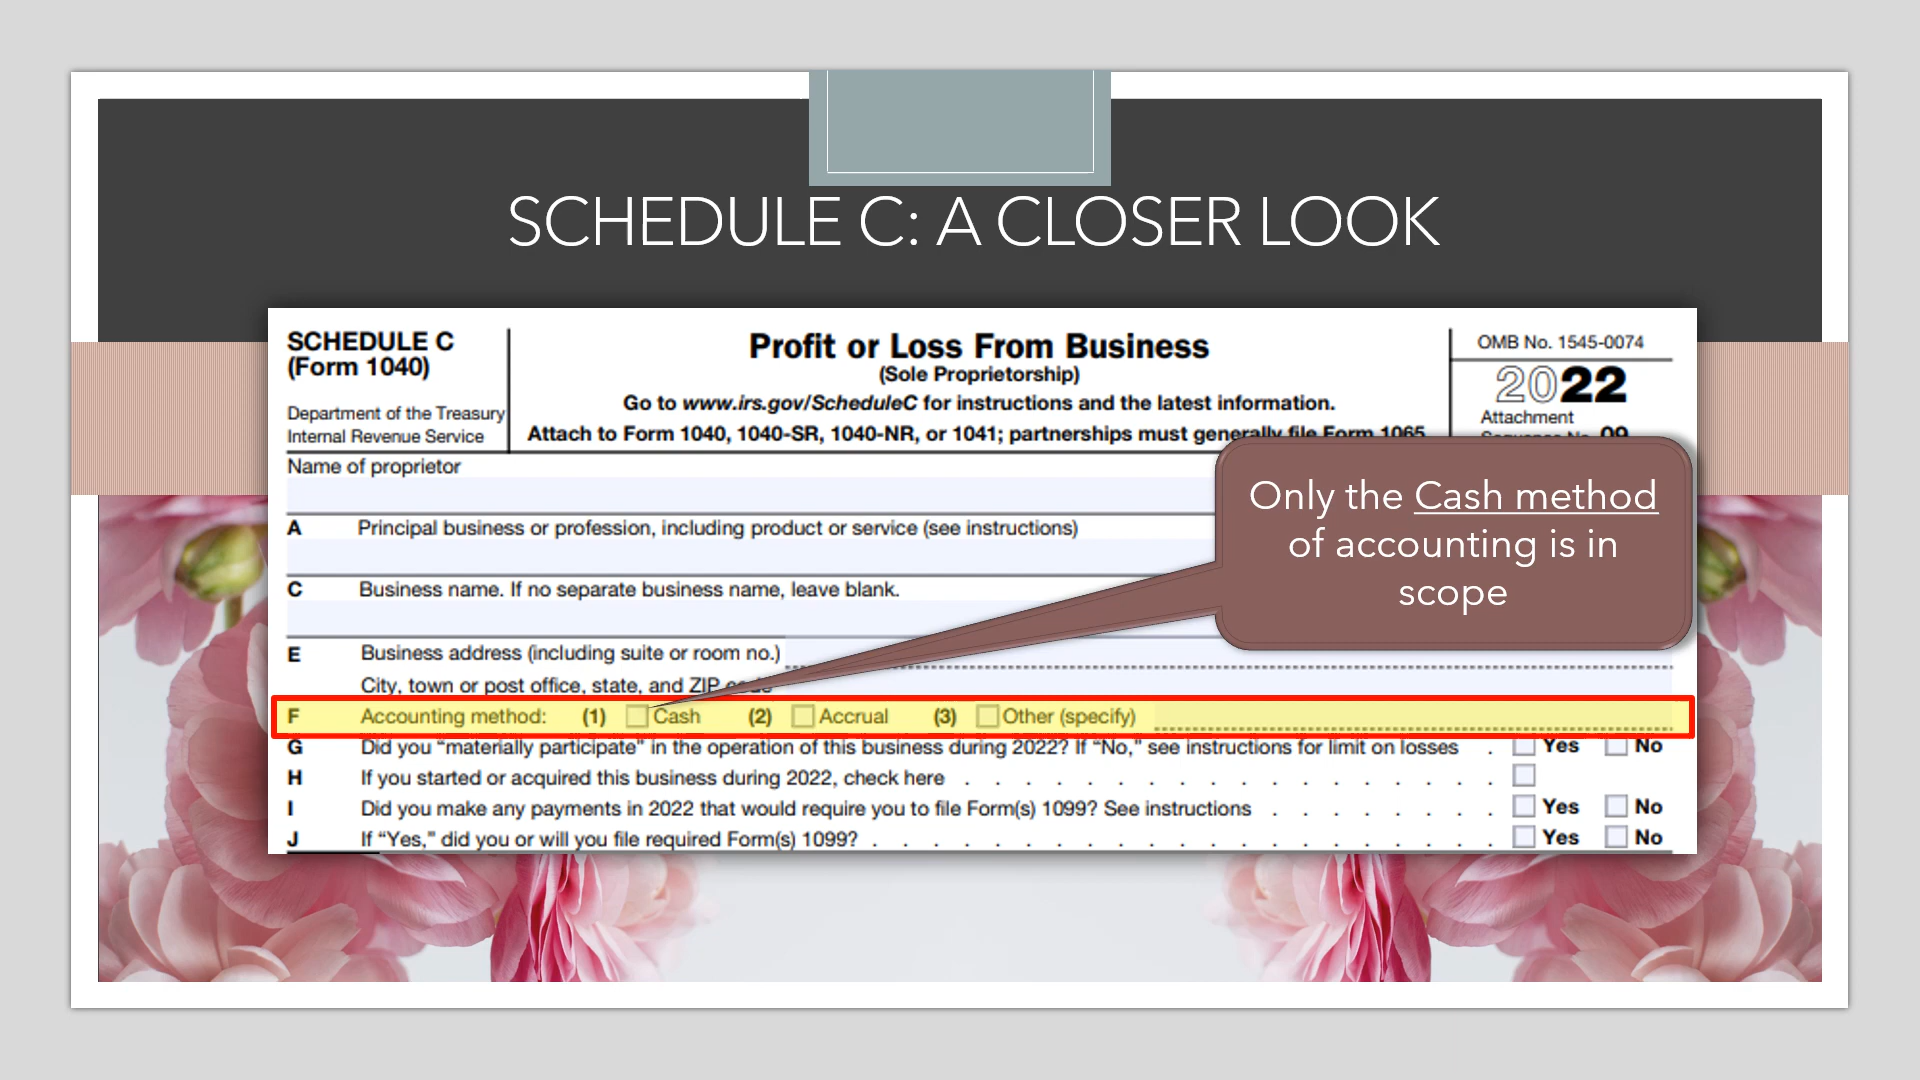 SCHEDULE C: A CLOSER LOOK
SCHEDULE C
(Form 1040)
Department of the Treasury
Internal Revenue Service
Profit or Loss From Business
(Sole Proprietorship)
Go to www.irs.gov/ScheduleC for instructions and the latest information.
Attach to Form 1040, 1040-SR, 1040-NR, or 1041; partnerships must generally file Form 1065.
OMB No. 1545-0074
2022
Attachment
Sequence No. 09
Name of proprietor
Only the Cash method
of accounting is in
scope
A Principal business or profession, including product or service (see instructions)
C Business name. If no separate business name, leave blank.
E Business address (including suite or room no.)
City, town or post office, state, and ZIP code
F Accounting method: (1) Cash (2) Accrual (3) Other (specify)
G Did you “materially participate” in the operation of this business during 2022? If “No,” see instructions for limit on losses . Yes No
H If you started or acquired this business during 2022, check here . . . . . . . . . . . . . . . . . .
I Did you make any payments in 2022 that would require you to file Form(s) 1099? See instructions . . . . . . . . Yes No
J If “Yes,” did you or will you file required Form(s) 1099? . . . . . . . . . . . . . . . . . . . . . Yes No